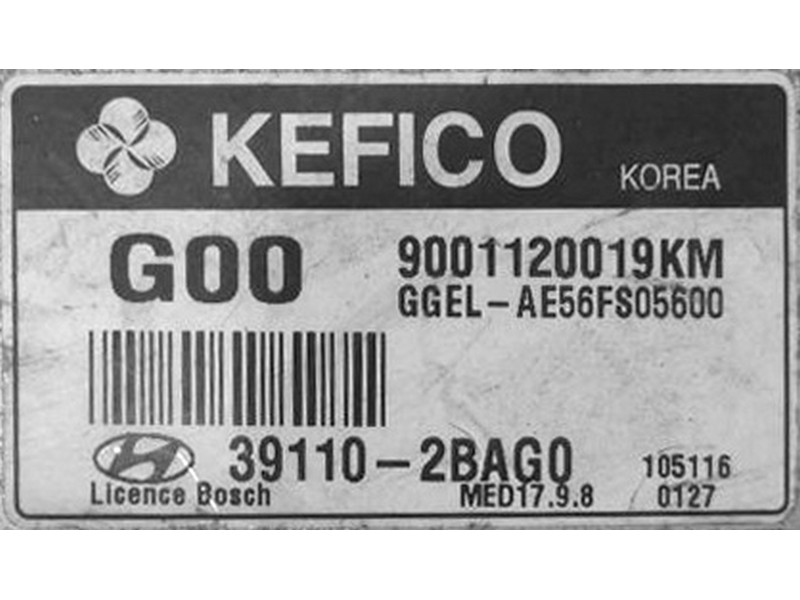 KEFICO KOREA
G00 9001120019KM
GGEL-AE56FS05600
39110-2BAG0 105116
Licence Bosch MED17.9.8 0127